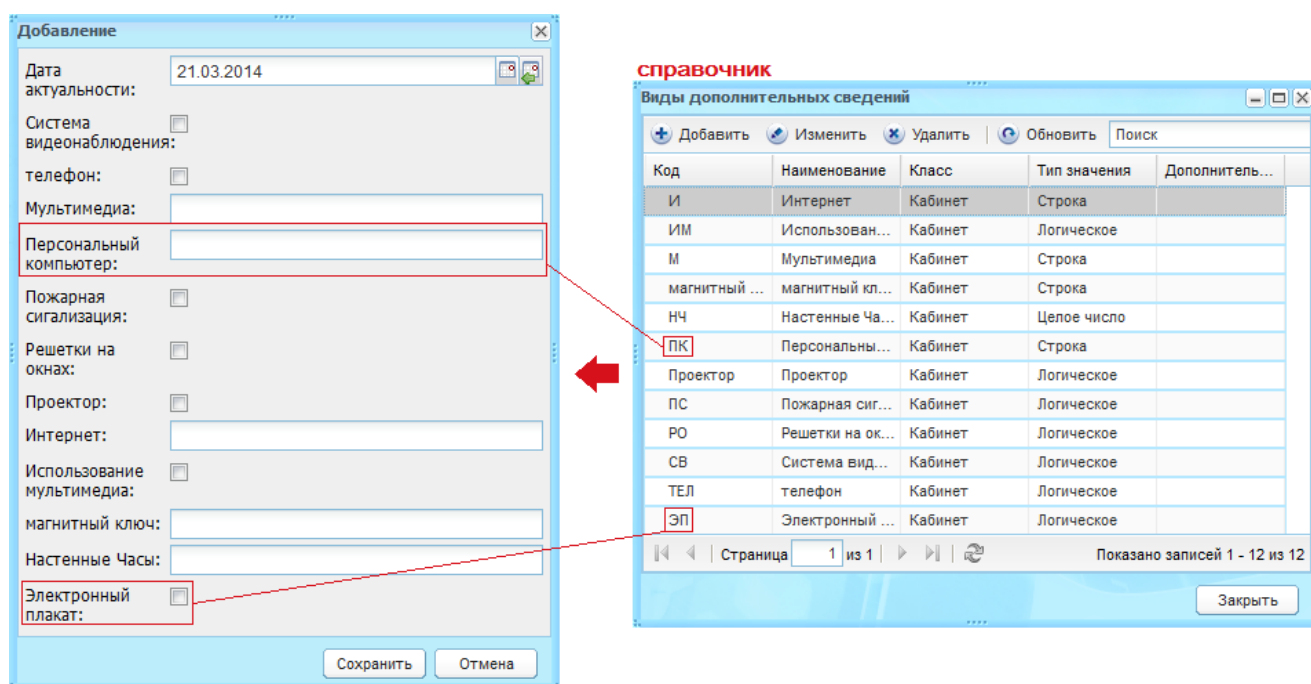 Добавление
Дата
актуальности:
21.03.2014
Система
видеонаблюдения:
телефон:
Мультимедиа:
Персональный
компьютер:
Пожарная
сигализация:
Решетки на
окнах:
Проектор:
Интернет:
Использование
мультимедиа:
магнитный ключ:
Настенные Часы:
Электронный
плакат:
Сохранить Отмена
справочник
Виды дополнительных сведений
Добавить Изменить Удалить Обновить Поиск
Код Наименование Класс Тип значения Дополнитель...
И Интернет Кабинет Строка
ИМ Использован... Кабинет Логическое
М Мультимедиа Кабинет Строка
магнитный ... магнитный кл... Кабинет Строка
НЧ Настенные Ча... Кабинет Целое число
ПК Персональны... Кабинет Строка
Проектор Проектор Кабинет Логическое
ПС Пожарная сиг... Кабинет Логическое
РО Решетки на ок... Кабинет Логическое
СВ Система вид... Кабинет Логическое
ТЕЛ телефон Кабинет Логическое
ЭП Электронный ... Кабинет Логическое
Страница 1 из 1 Показано записей 1 - 12 из 12
Закрыть